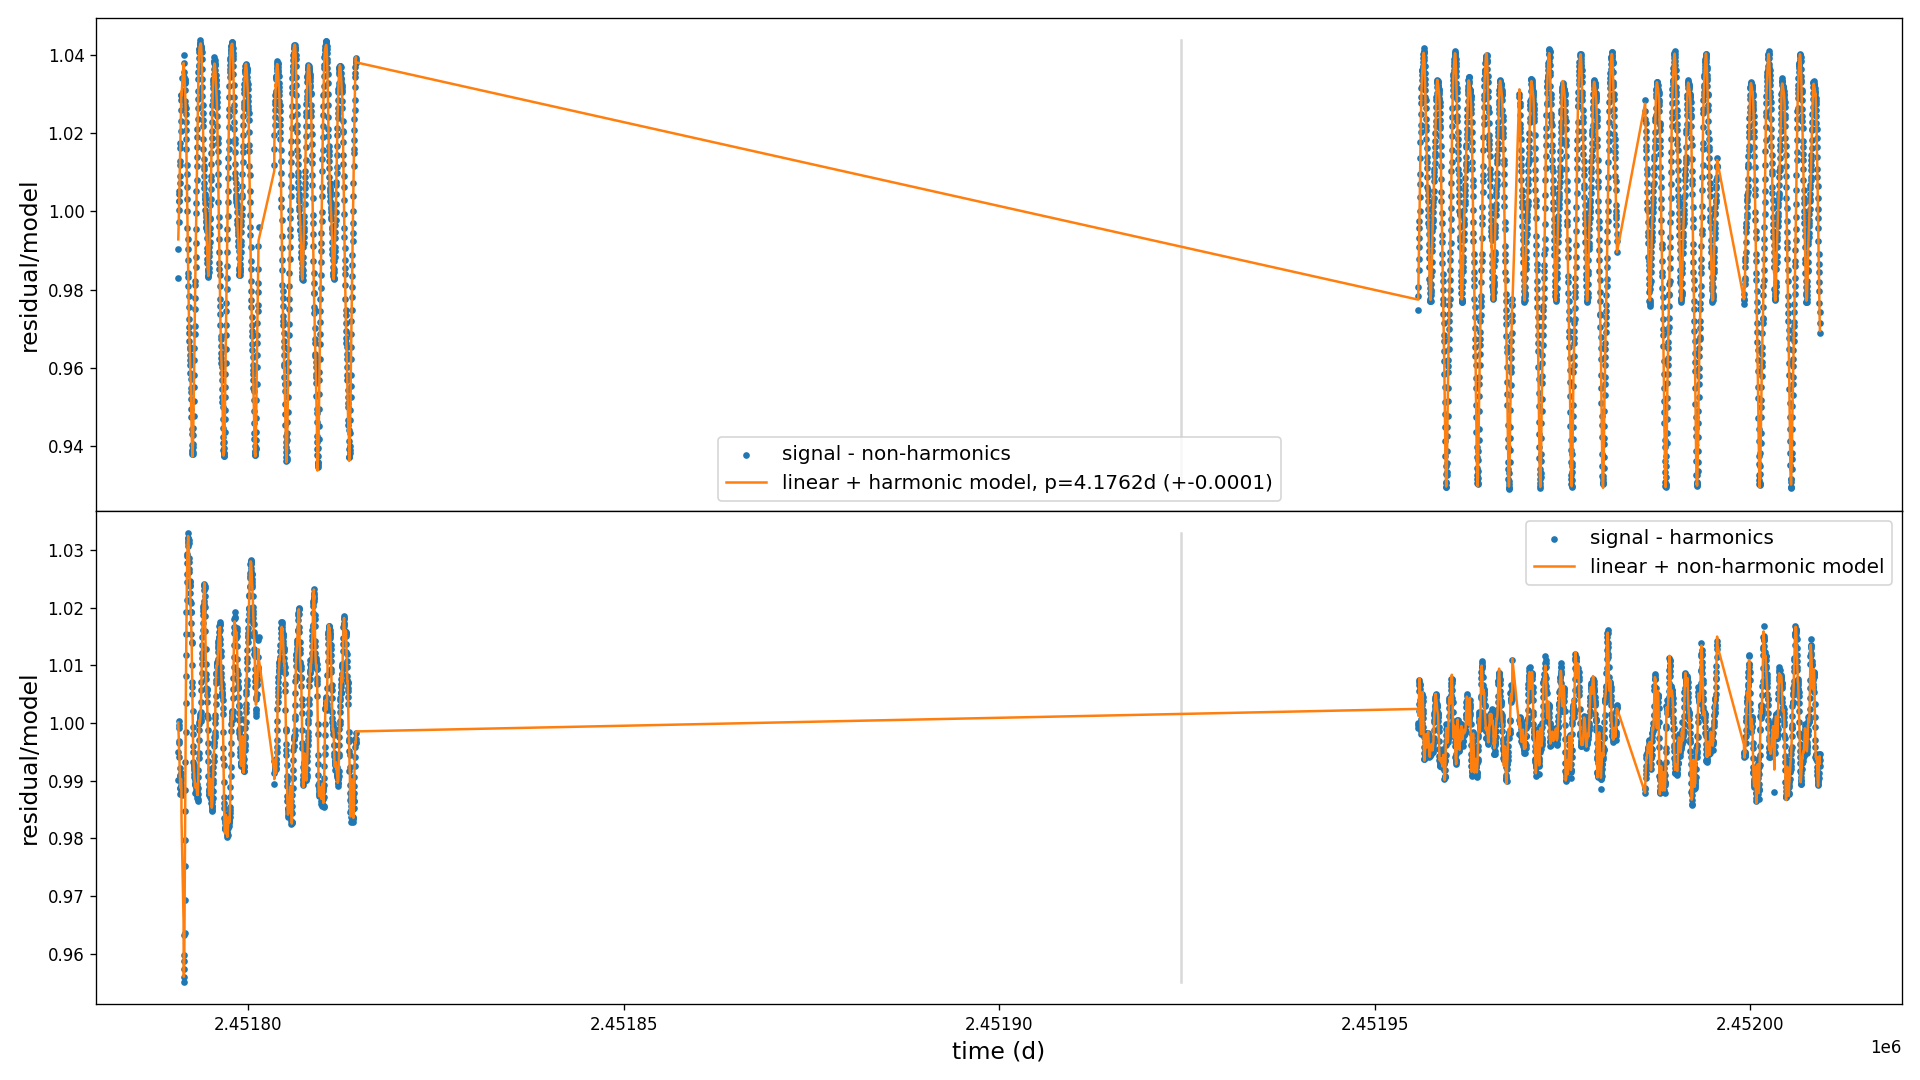 1.04
1.02
1.00
0.98
0.96
0.94
residual/model
signal - non-harmonics
linear + harmonic model, p=4.1762d (+-0.0001)
1.03
1.02
1.01
1.00
0.99
0.98
0.97
0.96
residual/model
signal - harmonics
linear + non-harmonic model
2.45180
2.45185
2.45190
2.45195
2.45200
time (d)
1e6